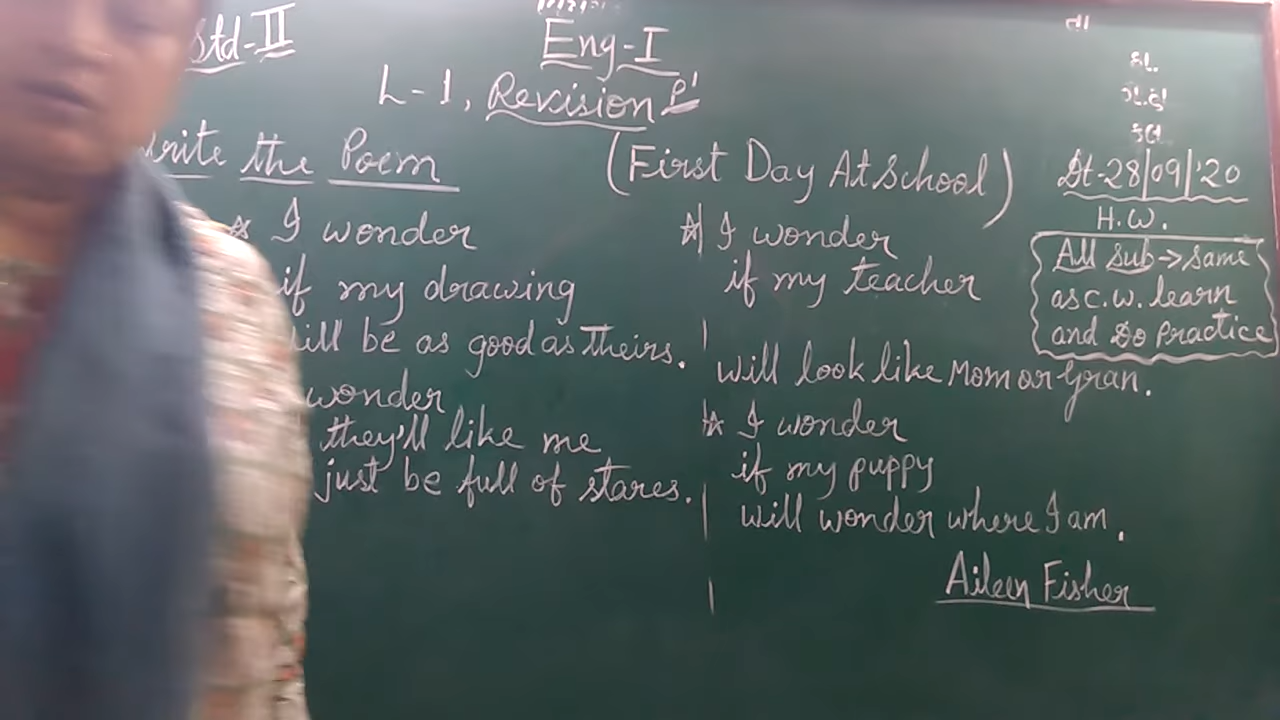 Std-II
Eng-I
L-1, Revision
Write the Poem
(First Day At School)
Dt-28/09/'20
I wonder
if my drawing
will be as good as theirs.
wonder
they'll like me
just be full of stares.
I wonder
if my teacher
will look like Mom or Gran.
I wonder
if my puppy
will wonder where I am.
Aileen Fisher
H.W.
All Sub → same
as C.W. learn
and Do Practice